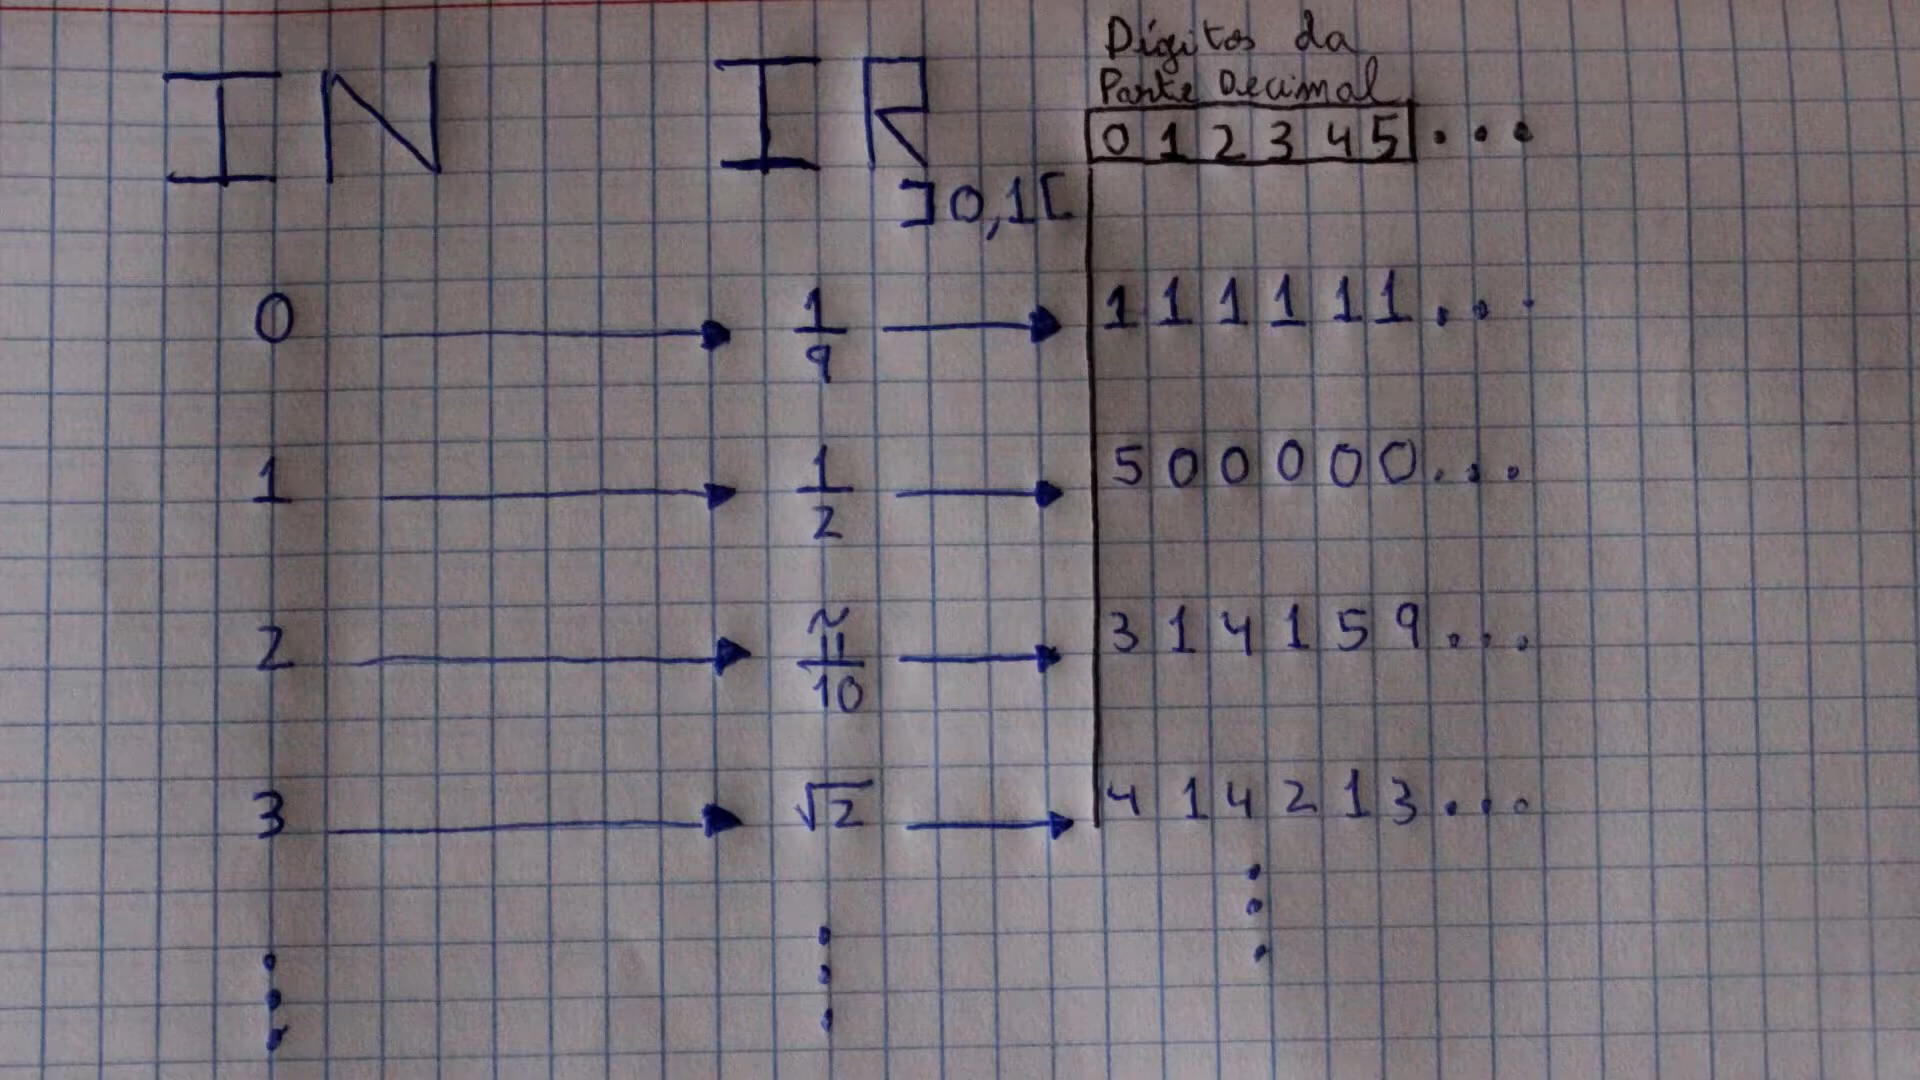 Dígitos da
Parte Decimal
IN IR 0 1 2 3 4 5 ...
]0,1[
0 1/9 1 1 1 1 1 1 ...
1 1/2 5 0 0 0 0 0 ...
2 π/10 3 1 4 1 5 9 ...
3 √2 4 1 4 2 1 3 ...